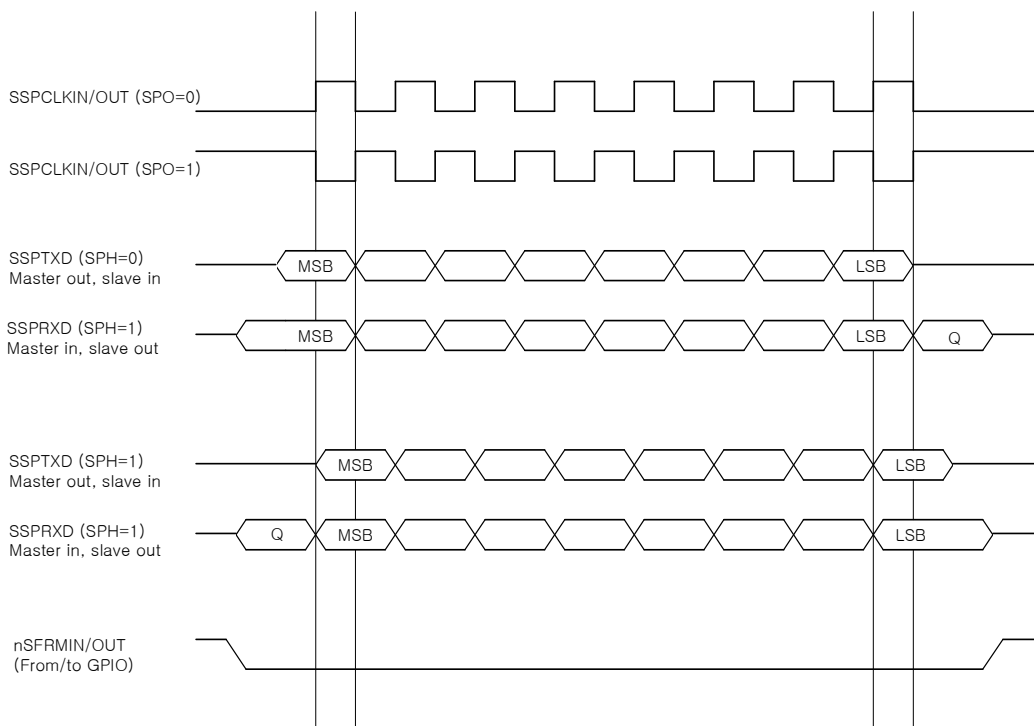 SSPCLKIN/OUT (SPO=0)
SSPCLKIN/OUT (SPO=1)
SSPTXD (SPH=0)
Master out, slave in
MSB
LSB
SSPRXD (SPH=1)
Master in, slave out
MSB
LSB
Q
SSPTXD (SPH=1)
Master out, slave in
MSB
LSB
SSPRXD (SPH=1)
Master in, slave out
Q
MSB
LSB
nSFRMIN/OUT
(From/to GPIO)